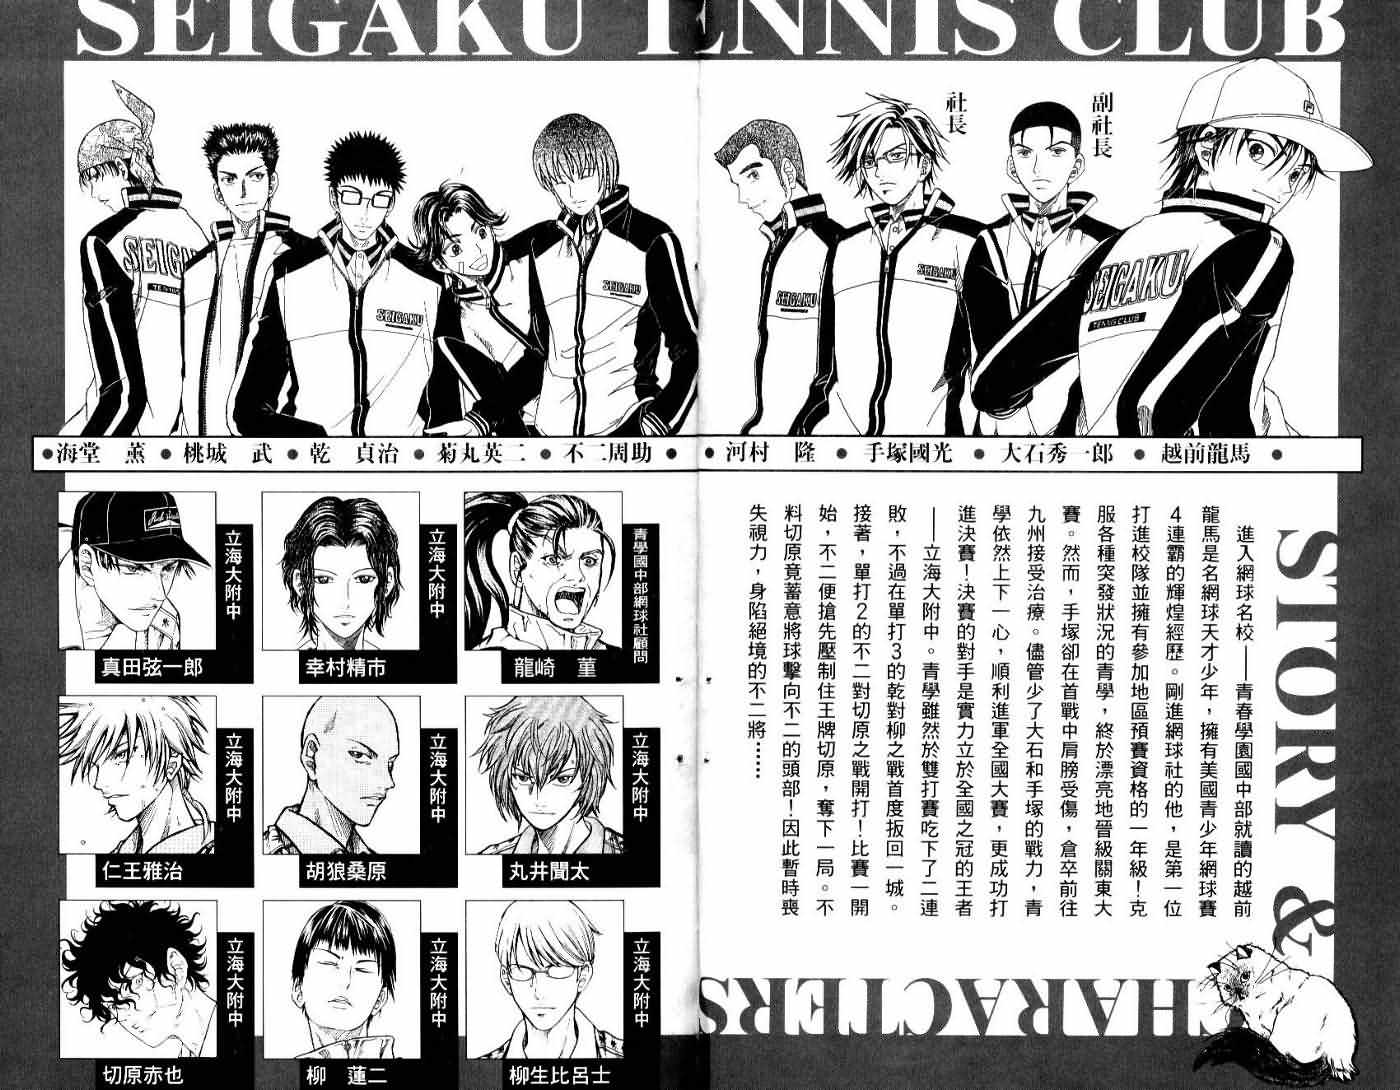 SEIGAKU TENNIS CLUB
副社長
社長
SEIGAKU
TENNIS CLUB
SEIGAKU
SEIGAKU
SEIGAKU
SEIGAKU
SEIGAKU
TENNIS
●海堂 薫 ●桃城 武 ●乾 貞治 ●菊丸英二 ●不二周助 ●
●河村 隆 ●手塚國光 ●大石秀一郎 ●越前龍馬 ●
STORY &
CHARACTERS
進入網球名校——青春學園國中部就讀的越前
龍馬是名網球天才少年，擁有美國青少年網球賽
4連霸的輝煌經歷。剛進網球社的他，是第一位
打進校隊並擁有參加地區預賽資格的一年級！克
服各種突發狀況的青學，終於漂亮地晉級關東大
賽。然而，手塚卻在首戰中肩膀受傷，倉卒前往
九州接受治療。儘管少了大石和手塚的戰力，青
學依然上下一心，順利進軍全國大賽，更成功打
進決賽！決賽的對手是實力立於全國之冠的王者
——立海大附中。青學雖然於雙打賽吃下了二連
敗，不過在單打3的乾對柳之戰首度扳回一城。
接著，單打2的不二對切原之戰開打！比賽一開
始，不二便搶先壓制住王牌切原，奪下一局。不
料切原竟蓄意將球擊向不二的頭部！因此暫時喪
失視力，身陷絕境的不二將……
青學國中部網球社顧問
龍崎 菫
立海大附中
幸村精市
立海大附中
真田弦一郎
立海大附中
丸井聞太
立海大附中
胡狼桑原
立海大附中
仁王雅治
立海大附中
柳生比呂士
立海大附中
柳 蓮二
立海大附中
切原赤也